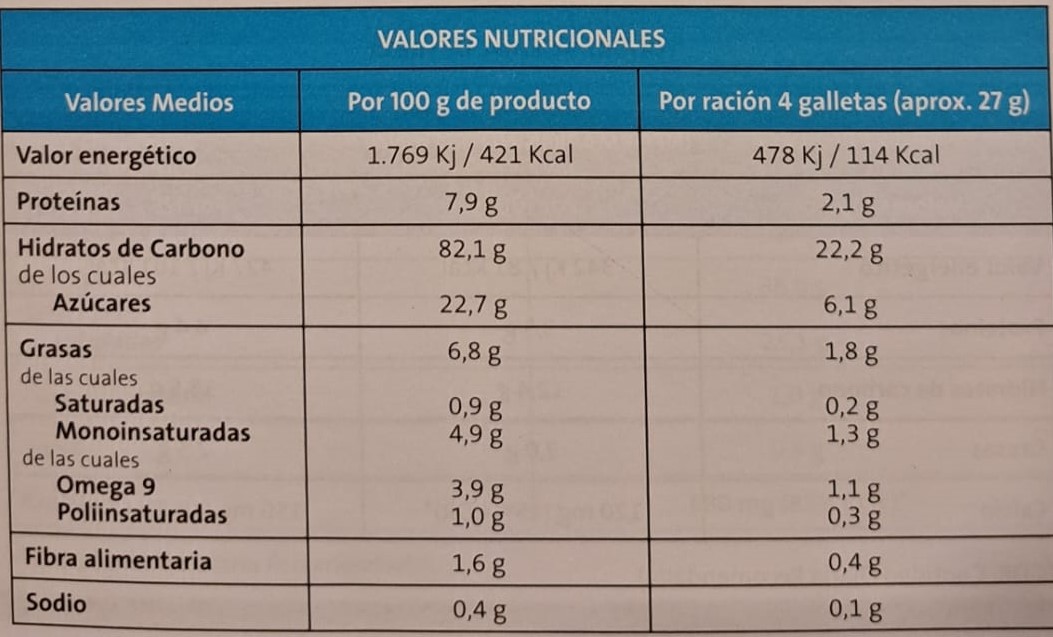 VALORES NUTRICIONALES
Valores Medios Por 100 g de producto Por ración 4 galletas (aprox. 27 g)
Valor energético 1.769 Kj / 421 Kcal 478 Kj / 114 Kcal
Proteínas 7,9 g 2,1 g
Hidratos de Carbono 82,1 g 22,2 g
de los cuales
Azúcares 22,7 g 6,1 g
Grasas 6,8 g 1,8 g
de las cuales
Saturadas 0,9 g 0,2 g
Monoinsaturadas 4,9 g 1,3 g
de las cuales
Omega 9 3,9 g 1,1 g
Poliinsaturadas 1,0 g 0,3 g
Fibra alimentaria 1,6 g 0,4 g
Sodio 0,4 g 0,1 g